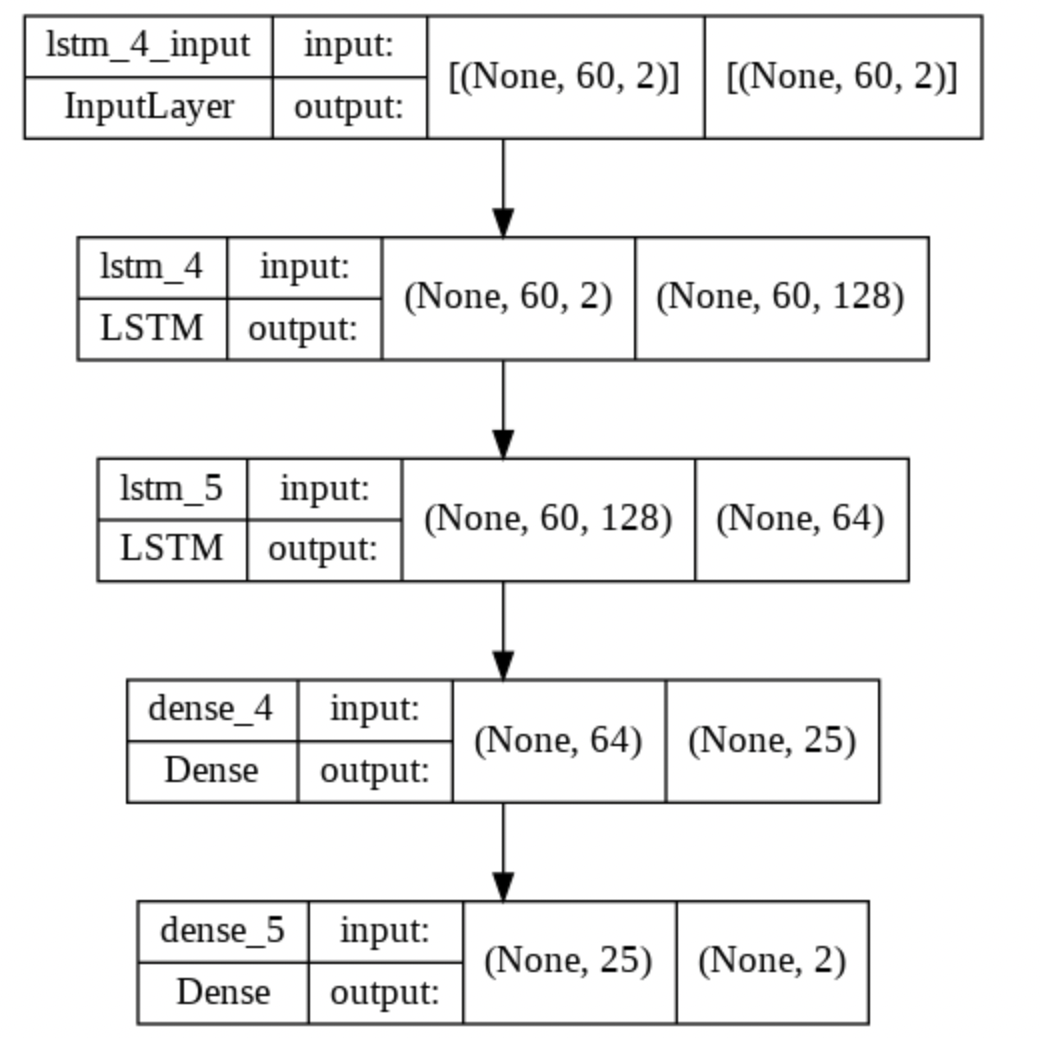 lstm_4_input input: [(None, 60, 2)] [(None, 60, 2)]
InputLayer output:
lstm_4 input: (None, 60, 2) (None, 60, 128)
LSTM output:
lstm_5 input: (None, 60, 128) (None, 64)
LSTM output:
dense_4 input: (None, 64) (None, 25)
Dense output:
dense_5 input: (None, 25) (None, 2)
Dense output: